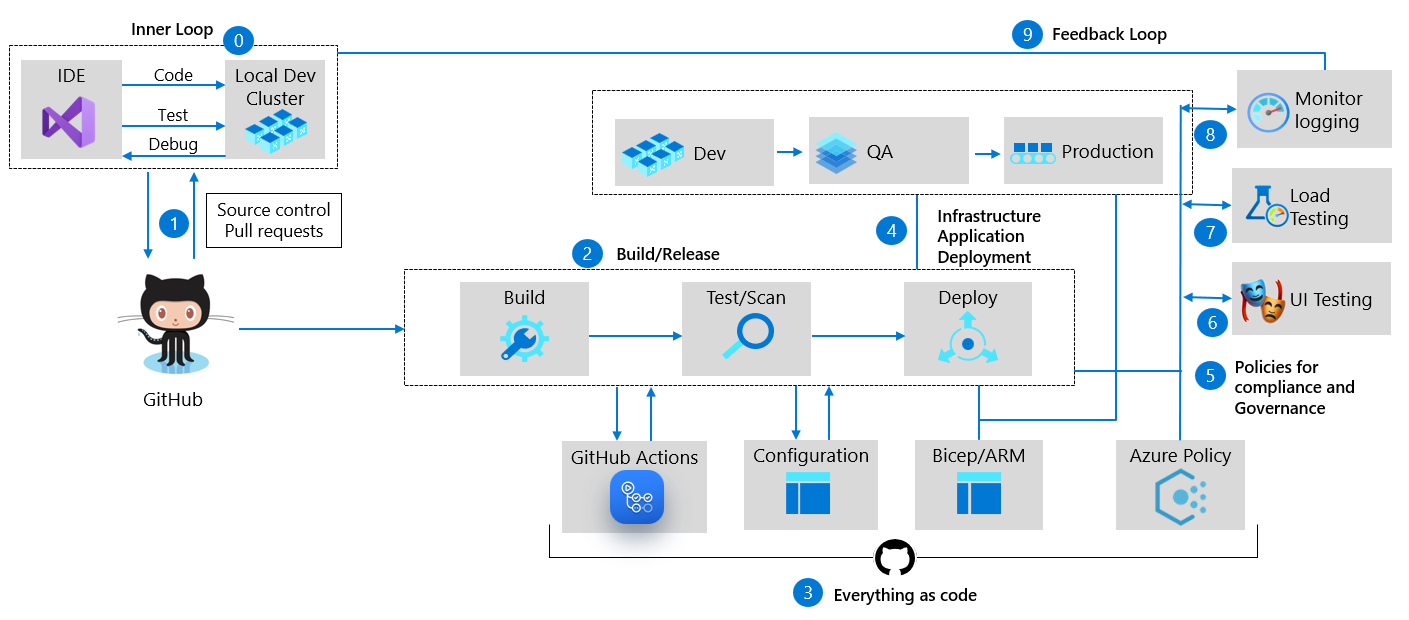 Inner Loop
0
IDE
Code
Test
Debug
Local Dev
Cluster
1
Source control
Pull requests
GitHub
9
Feedback Loop
Dev
QA
Production
Monitor
logging
8
Load
Testing
7
UI Testing
6
4
Infrastructure
Application
Deployment
2
Build/Release
Build
Test/Scan
Deploy
5
Policies for
compliance and
Governance
GitHub Actions
Configuration
Bicep/ARM
Azure Policy
3
Everything as code